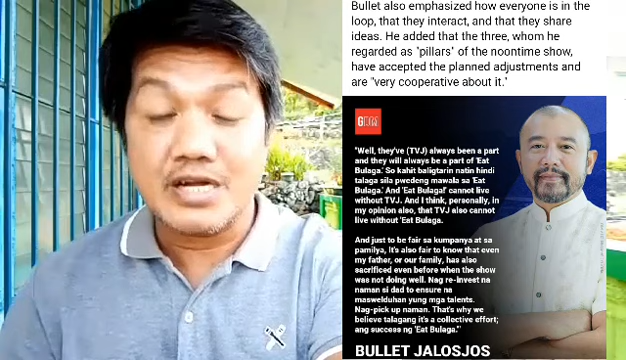 Bullet also emphasized how everyone is in the
loop, that they interact, and that they share
ideas. He added that the three, whom he
regarded as "pillars" of the noontime show,
have accepted the planned adjustments and
are "very cooperative about it."
"Well, they've (TVJ) always been a part
and they will always be a part of 'Eat
Bulaga.' So kahit baligtarin natin hindi
talaga sila pwedeng mawala sa 'Eat
Bulaga.' And 'Eat Bulaga!' cannot live
without TVJ. And I think, personally, in
my opinion also, that TVJ also cannot
live without 'Eat Bulaga.
And just to be fair sa kumpanya at sa
pamilya, It's also fair to know that even
my father, or our family, has also
sacrificed even before when the show
was not doing well. Nag re-invest na
naman si dad to ensure na
maswelduhan yung mga talents.
Nag-pick up naman. That's why we
believe talagang it's a collective effort;
ang success ng 'Eat Bulaga.'"
BULLET JALOSJOS